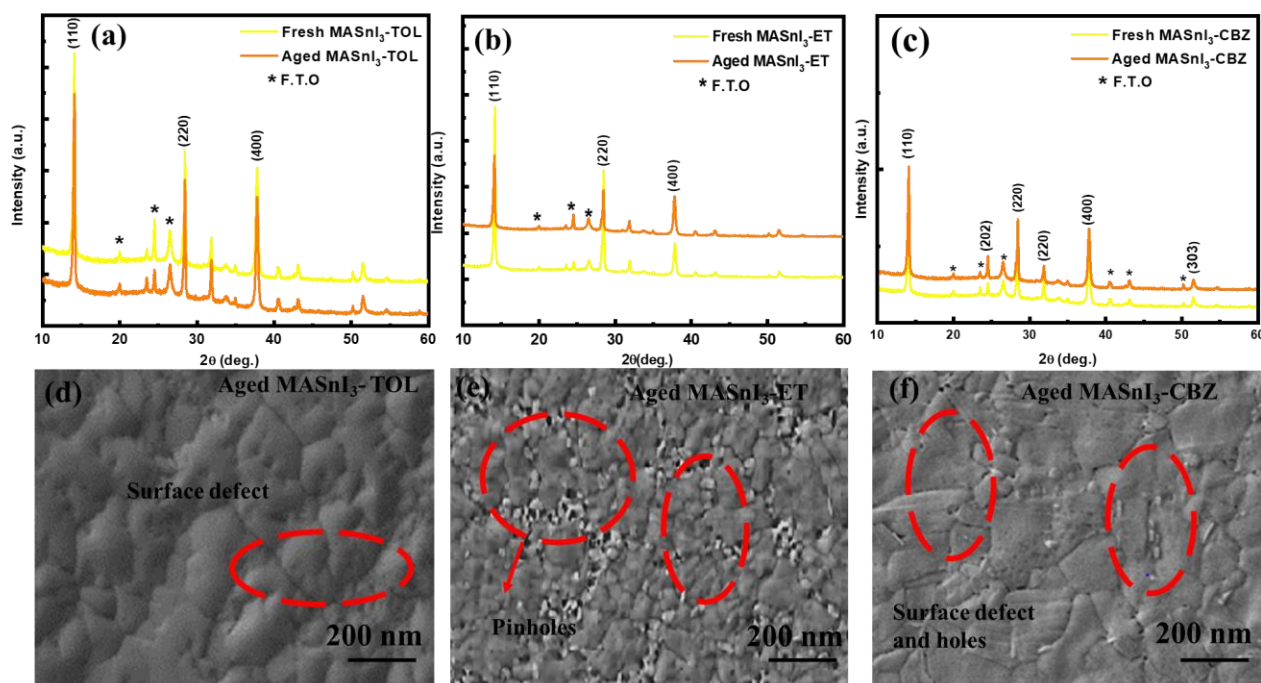 (a)
Fresh MASnI₃-TOL
Aged MASnI₃-TOL
* F.T.O
(110)
*
*
*
(220)
(400)
Intensity (a.u.)
10 20 30 40 50 60
2θ (deg.)
(b)
Fresh MASnI₃-ET
Aged MASnI₃-ET
* F.T.O
(110)
*
*
*
(220)
(400)
Intensity (a.u.)
10 20 30 40 50 60
2θ(deg.)
(c)
Fresh MASnI₃-CBZ
Aged MASnI₃-CBZ
* F.T.O
(110)
*
*
(202)
*
(220)
(220)
(400)
*
*
*
(303)
Intensity (a.u.)
10 20 30 40 50 60
2θ (deg.)
(d)
Aged MASnI₃- TOL
Surface defect
200 nm
(e)
Aged MASnI₃-ET
Pinholes
200 nm
(f)
Aged MASnI₃-CBZ
Surface defect
and holes
200 nm